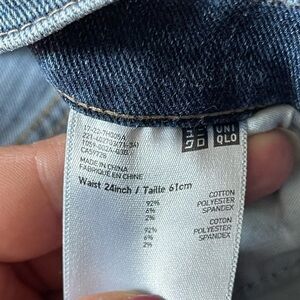 UNI
QLO
MADE IN CHINA
FABRIQUÉ EN CHINE
Waist 24inch / Taille 61cm
92% COTTON
6% POLYESTER
2% SPANDEX
92% COTON
6% POLYESTER
2% SPANDEX